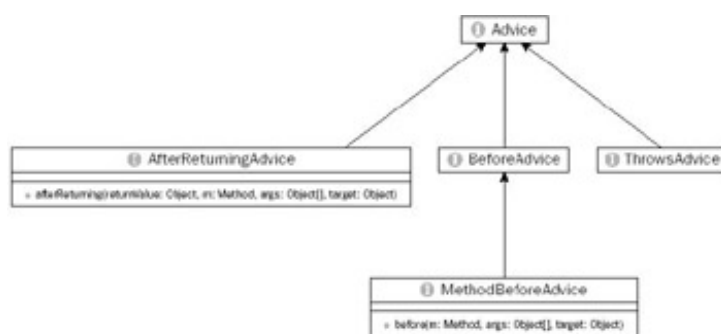 Advice
AfterReturningAdvice
afterReturning(returnValue: Object, m: Method, args: Object[], target: Object)
BeforeAdvice
ThrowsAdvice
MethodBeforeAdvice
before(m: Method, args: Object[], target: Object)